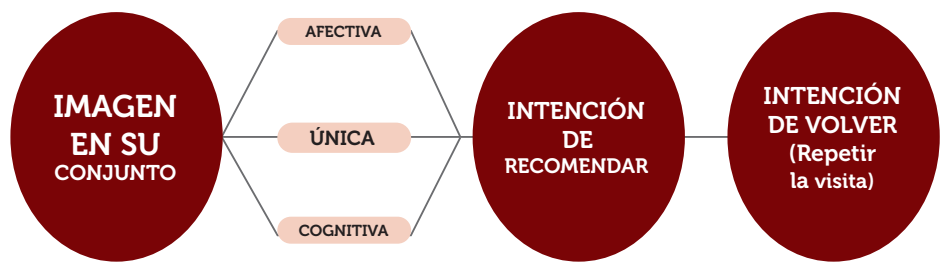 IMAGEN
EN SU
CONJUNTO
AFECTIVA
ÚNICA
COGNITIVA
INTENCIÓN
DE
RECOMENDAR
INTENCIÓN
DE VOLVER
(Repetir
la visita)